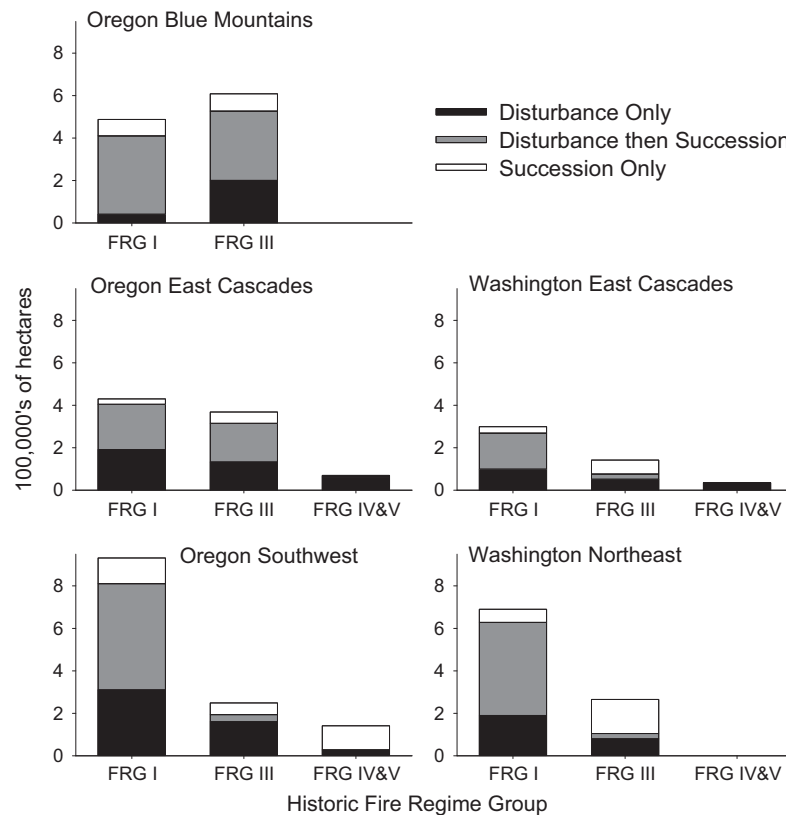 Oregon Blue Mountains
8
6
4
2
0
FRG I FRG III
Disturbance Only
Disturbance then Succession
Succession Only
100,000's of hectares
Oregon East Cascades
8
6
4
2
0
FRG I FRG III FRG IV&V
Washington East Cascades
8
6
4
2
0
FRG I FRG III FRG IV&V
Oregon Southwest
8
6
4
2
0
FRG I FRG III FRG IV&V
Washington Northeast
8
6
4
2
0
FRG I FRG III FRG IV&V
Historic Fire Regime Group